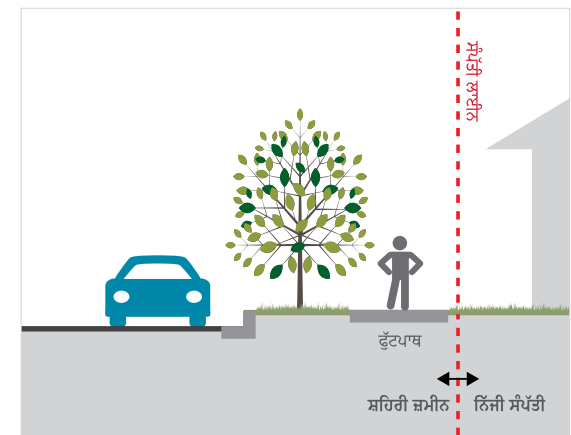 ਸੰਪੱਤੀ ਲਾਈਨ
ਫੁੱਟਪਾਥ
ਸ਼ਹਿਰੀ ਜ਼ਮੀਨ ਨਿੱਜੀ ਸੰਪੱਤੀ